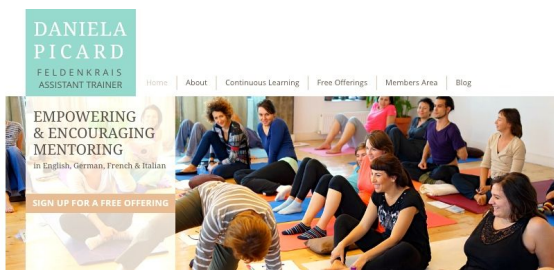 DANIELA
PICARD
FELDENKRAIS
ASSISTANT TRAINER
Home
About
Continuous Learning
Free Offerings
Members Area
Blog
EMPOWERING
& ENCOURAGING
MENTORING
in English, German, French & Italian
SIGN UP FOR A FREE OFFERING